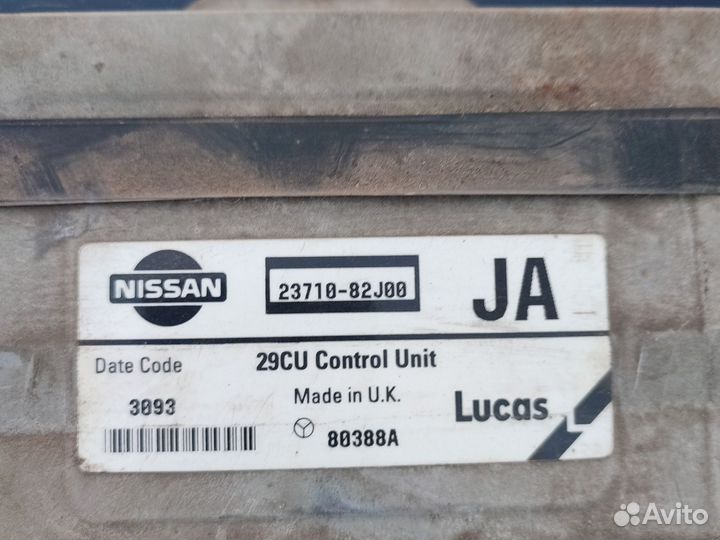 NISSAN
23710-82J00
JA
Date Code
29CU Control Unit
3093
Made in U.K.
80388A
Lucas
Avito